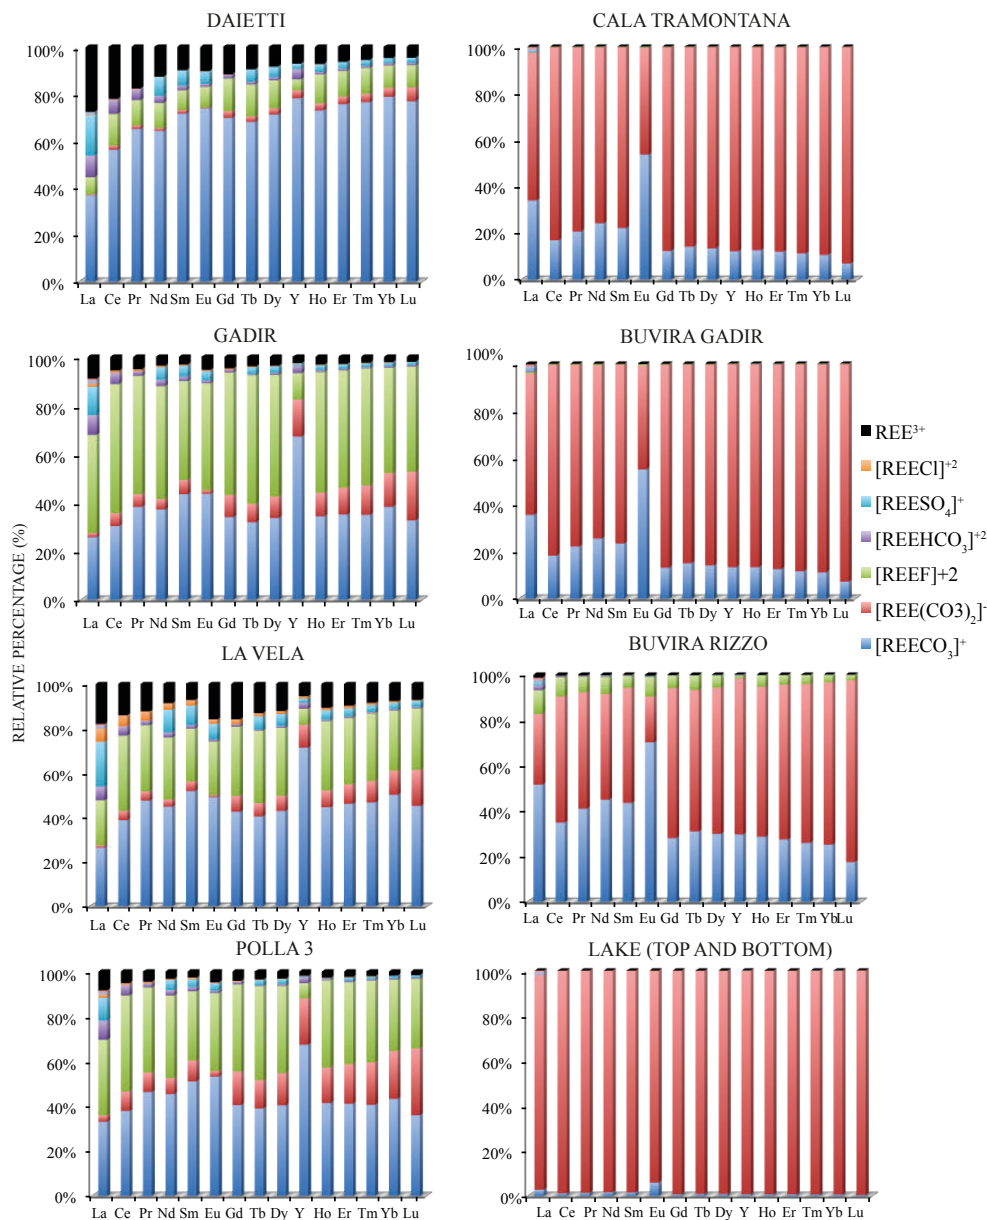 DAIETTI
100%
80%
60%
40%
20%
0%
La Ce Pr Nd Sm Eu Gd Tb Dy Y Ho Er Tm Yb Lu
CALA TRAMONTANA
100%
80%
60%
40%
20%
0%
La Ce Pr Nd Sm Eu Gd Tb Dy Y Ho Er Tm Yb Lu
GADIR
100%
80%
60%
40%
20%
0%
La Ce Pr Nd Sm Eu Gd Tb Dy Y Ho Er Tm Yb Lu
BUVIRA GADIR
100%
80%
60%
40%
20%
0%
La Ce Pr Nd Sm Eu Gd Tb Dy Y Ho Er Tm Yb Lu
REE³⁺
[REECl]⁺²
[REESO₄]⁺
[REEHCO₃]⁺²
[REEF]+2
[REE(CO3)₂]⁻
[REECO₃]⁺
RELATIVE PERCENTAGE (%)
LA VELA
100%
80%
60%
40%
20%
0%
La Ce Pr Nd Sm Eu Gd Tb Dy Y Ho Er Tm Yb Lu
BUVIRA RIZZO
100%
80%
60%
40%
20%
0%
La Ce Pr Nd Sm Eu Gd Tb Dy Y Ho Er Tm Yb Lu
POLLA 3
100%
80%
60%
40%
20%
0%
La Ce Pr Nd Sm Eu Gd Tb Dy Y Ho Er Tm Yb Lu
LAKE (TOP AND BOTTOM)
100%
80%
60%
40%
20%
0%
La Ce Pr Nd Sm Eu Gd Tb Dy Y Ho Er Tm Yb Lu